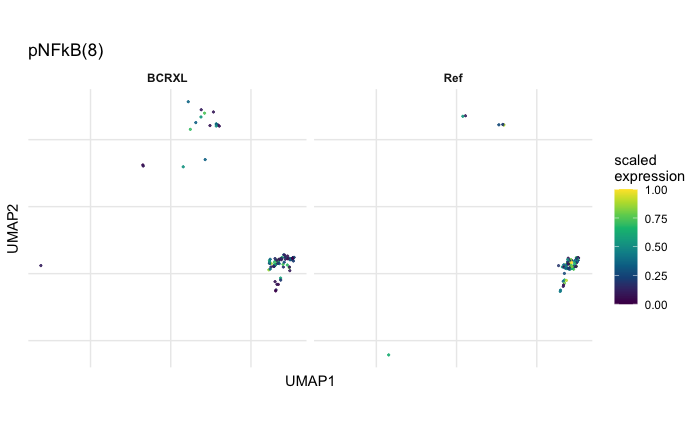 pNFkB(8)
BCRXL
Ref
UMAP2
UMAP1
scaled
expression
1.00
0.75
0.50
0.25
0.00